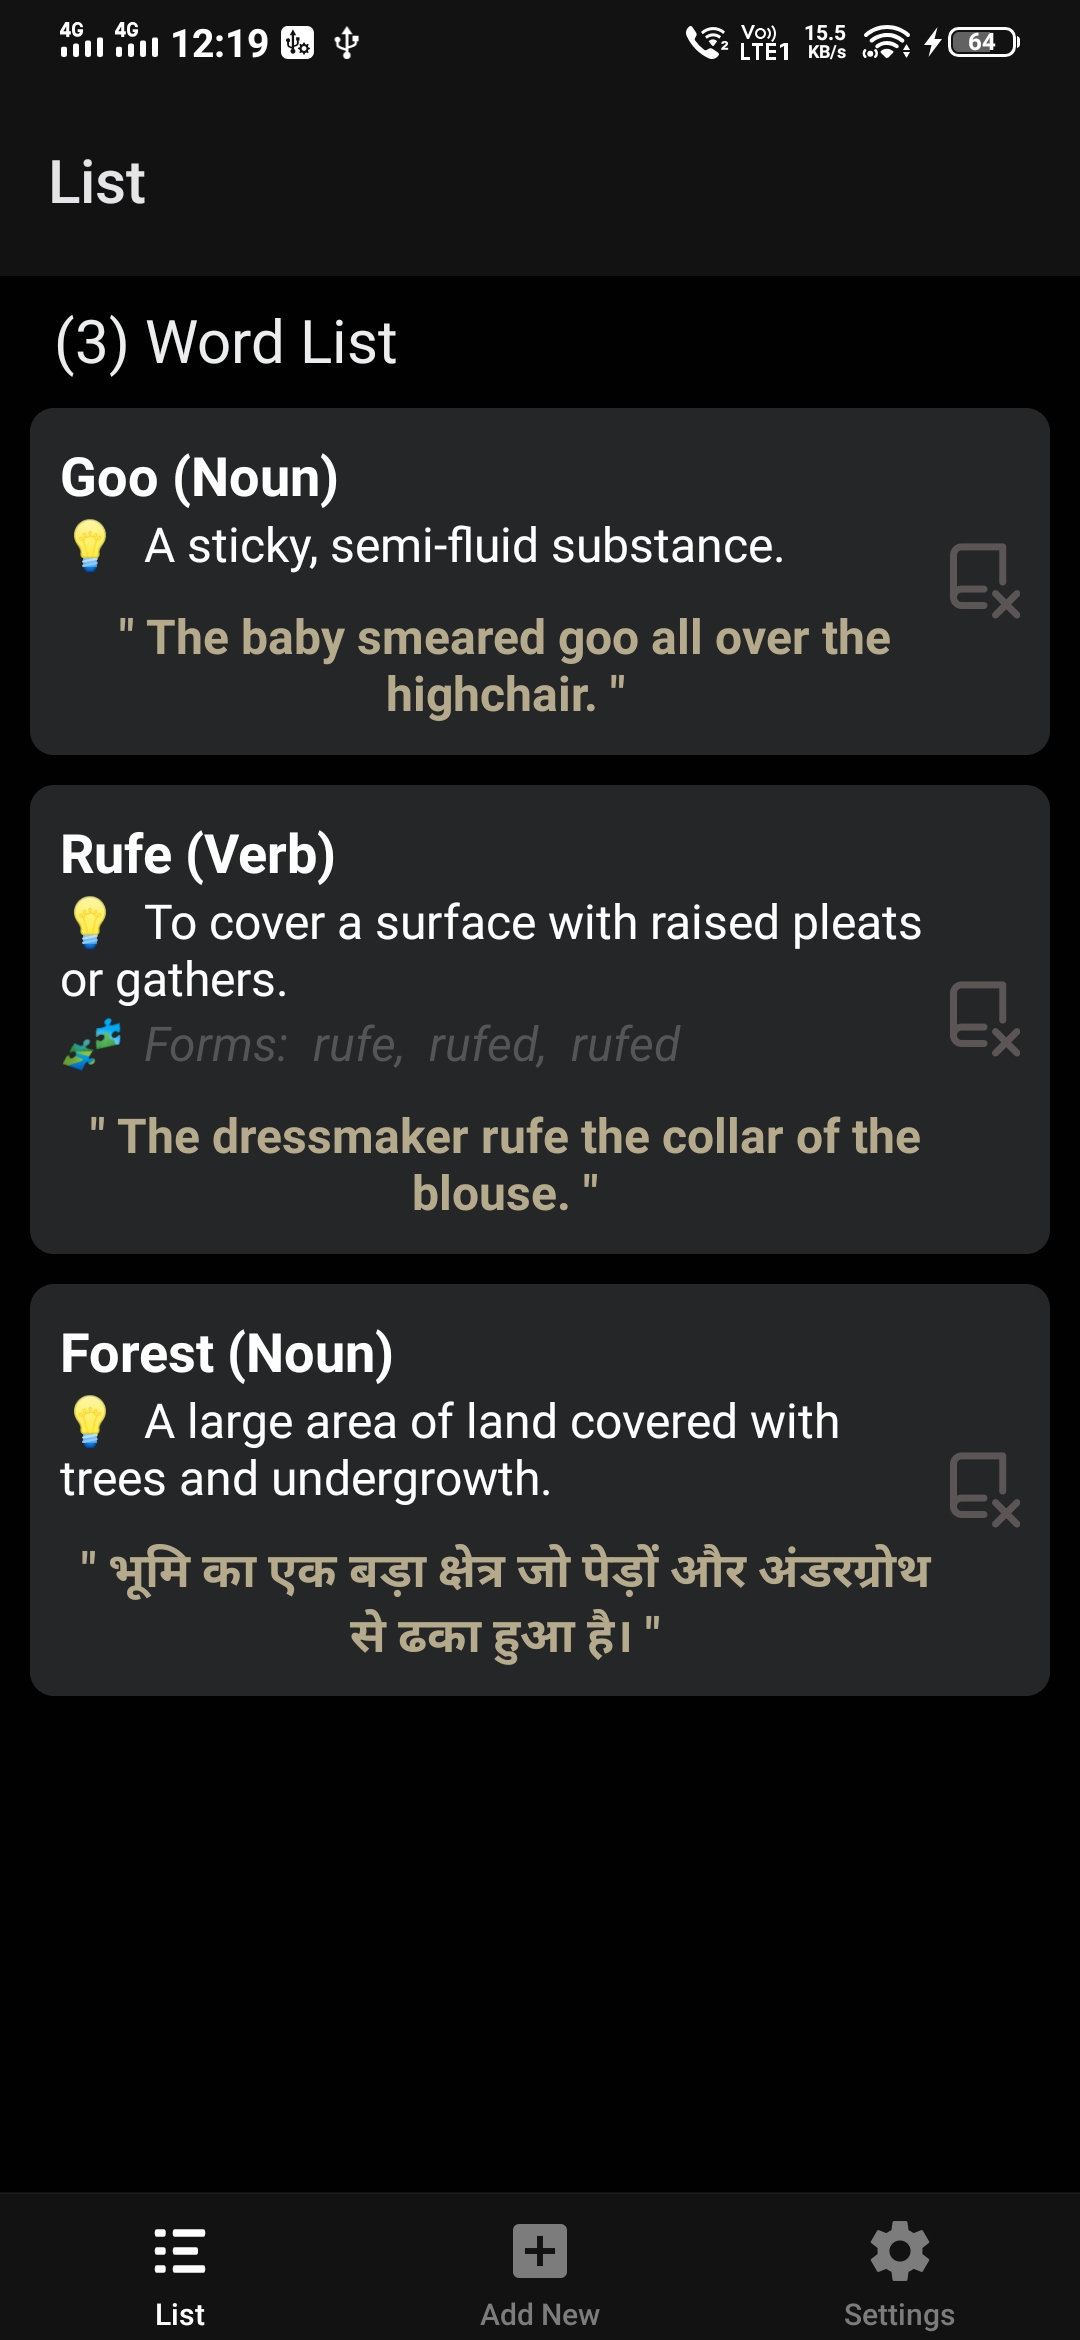 4G 4G 12:19 2 Vo)) LTE1 15.5 KB/s 64
List
(3) Word List
Goo (Noun)
💡 A sticky, semi-fluid substance.
" The baby smeared goo all over the
highchair. "
Rufe (Verb)
💡 To cover a surface with raised pleats
or gathers.
🧩 Forms: rufe, rufed, rufed
" The dressmaker rufe the collar of the
blouse. "
Forest (Noun)
💡 A large area of land covered with
trees and undergrowth.
" भूमि का एक बड़ा क्षेत्र जो पेड़ों और अंडरग्रोथ
से ढका हुआ है। "
List Add New Settings